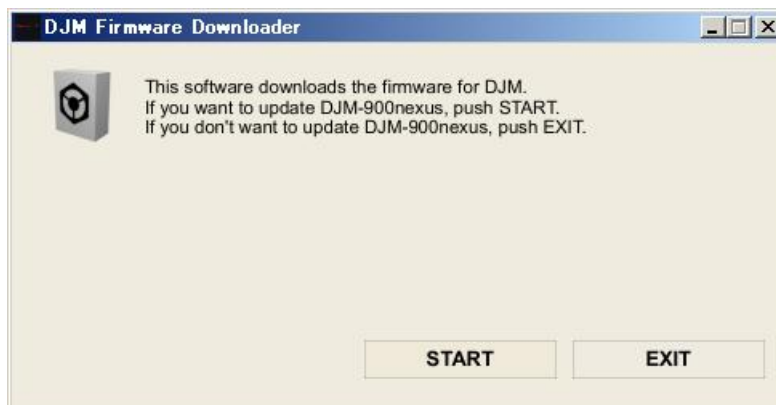 DJM Firmware Downloader
This software downloads the firmware for DJM.
If you want to update DJM-900nexus, push START.
If you don't want to update DJM-900nexus, push EXIT.
START
EXIT